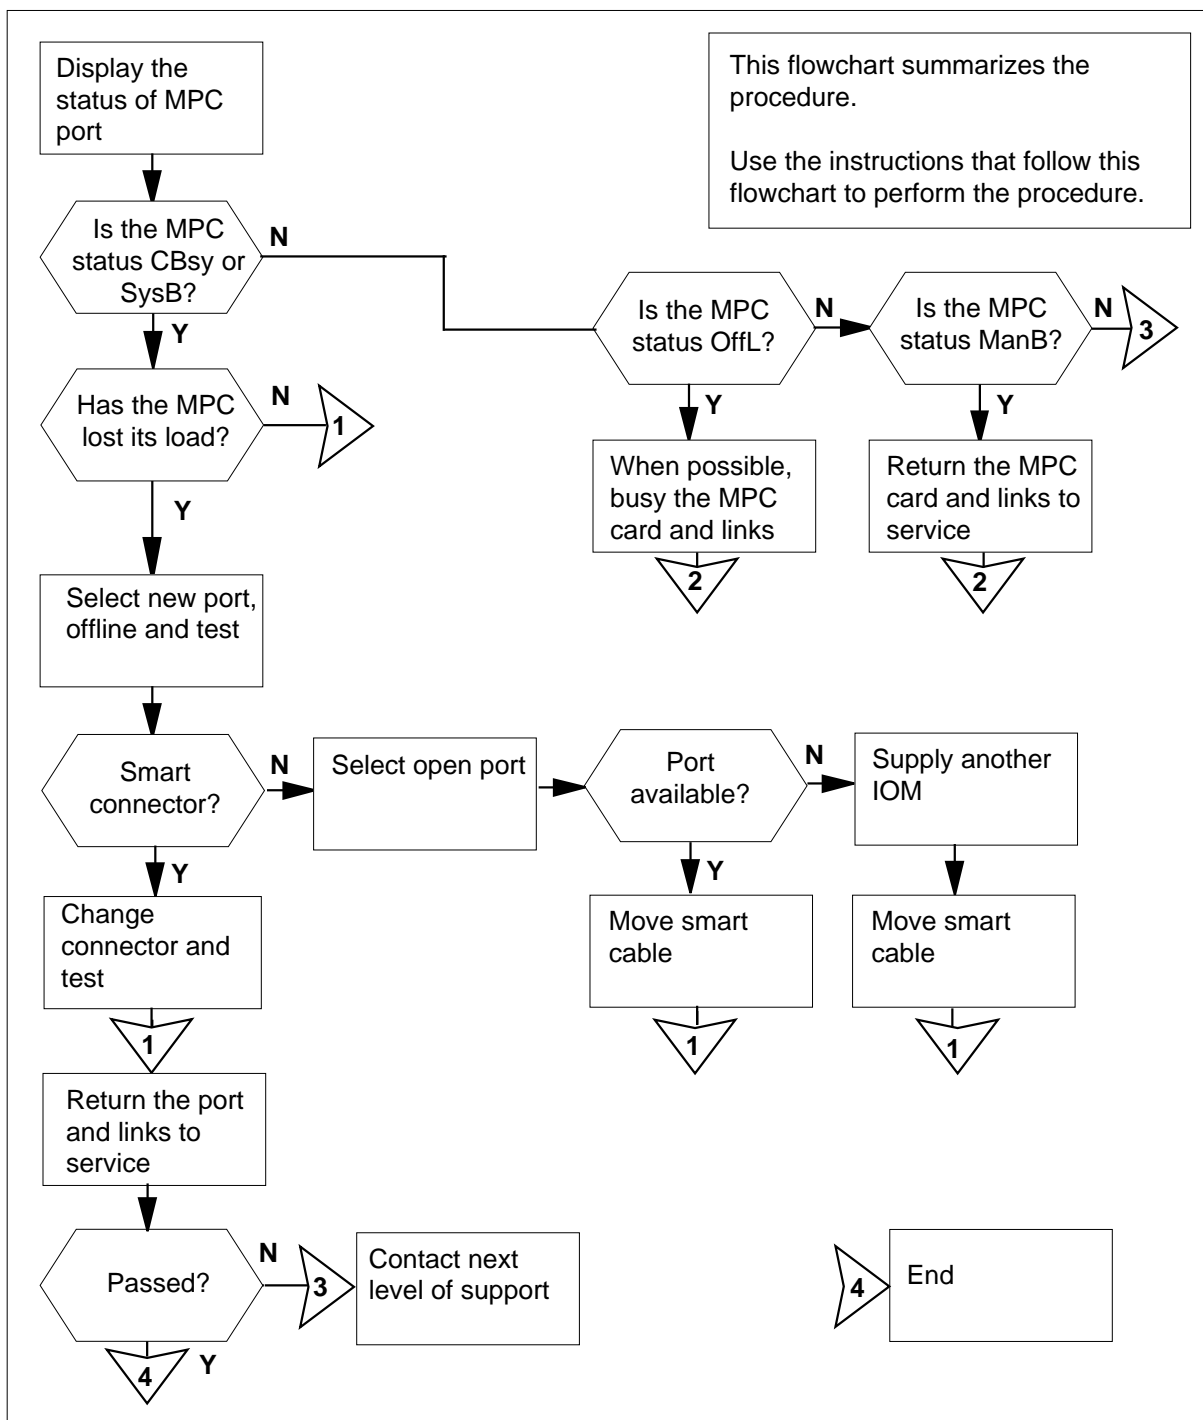 Display the
status of MPC
port
This flowchart summarizes the
procedure.
Use the instructions that follow this
flowchart to perform the procedure.
Is the MPC
status CBsy or
SysB?
N
Y
Is the MPC
status OffL?
N
Y
Is the MPC
status ManB?
N
3
Y
Has the MPC
lost its load?
N
1
Y
When possible,
busy the MPC
card and links
2
Return the MPC
card and links to
service
2
Select new port,
offline and test
Smart
connector?
N
Y
Select open port
Port
available?
N
Y
Supply another
IOM
Change
connector and
test
1
Move smart
cable
1
Move smart
cable
1
Return the port
and links to
service
Passed?
N
3
Contact next
level of support
4
Y
4
End